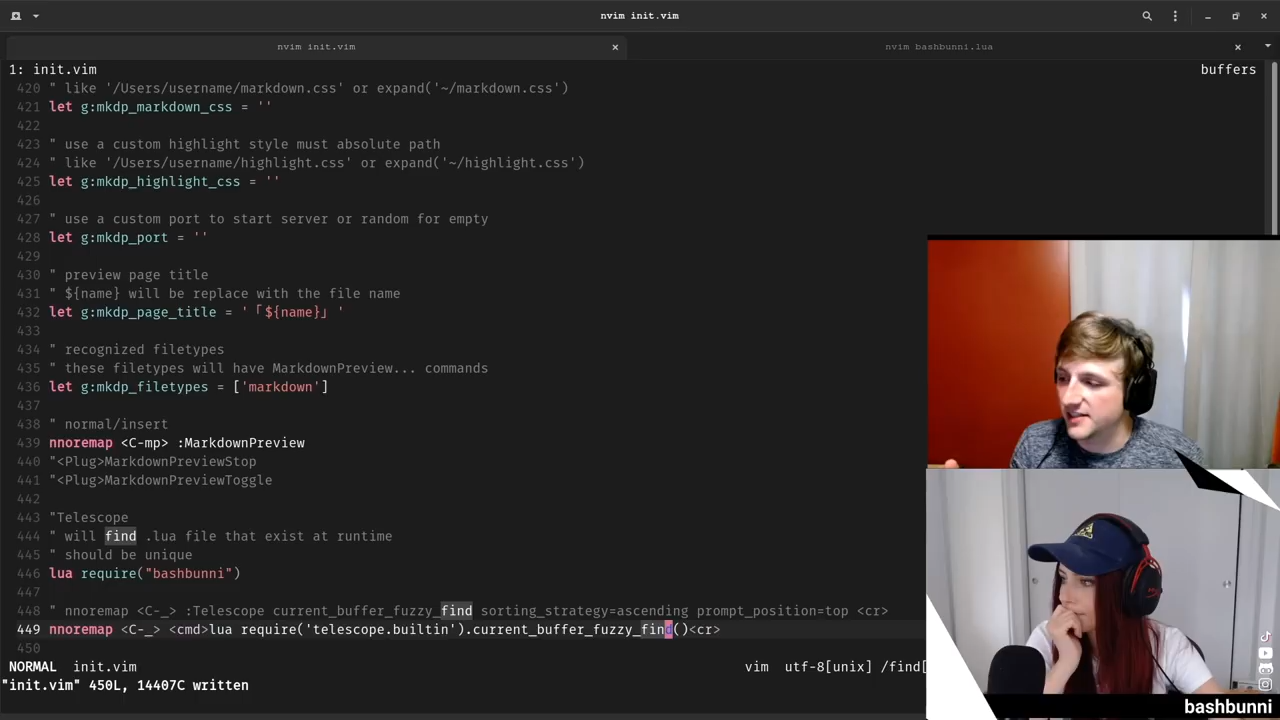 nvim init.vim
nvim init.vim
nvim bashbunni.lua
1: init.vim
buffers
420 " like '/Users/username/markdown.css' or expand('~/markdown.css')
421 let g:mkdp_markdown_css = ''
422
423 " use a custom highlight style must absolute path
424 " like '/Users/username/highlight.css' or expand('~/highlight.css')
425 let g:mkdp_highlight_css = ''
426
427 " use a custom port to start server or random for empty
428 let g:mkdp_port = ''
429
430 " preview page title
431 " ${name} will be replace with the file name
432 let g:mkdp_page_title = '「${name}」'
433
434 " recognized filetypes
435 " these filetypes will have MarkdownPreview... commands
436 let g:mkdp_filetypes = ['markdown']
437
438 " normal/insert
439 nnoremap <C-mp> :MarkdownPreview
440 "<Plug>MarkdownPreviewStop
441 "<Plug>MarkdownPreviewToggle
442
443 "Telescope
444 " will find .lua file that exist at runtime
445 " should be unique
446 lua require("bashbunni")
447
448 " nnoremap <C-_> :Telescope current_buffer_fuzzy_find sorting_strategy=ascending prompt_position=top <cr>
449 nnoremap <C-_> <cmd>lua require('telescope.builtin').current_buffer_fuzzy_find()<cr>
450
NORMAL init.vim
vim utf-8[unix] /find[
"init.vim" 450L, 14407C written
bashbunni